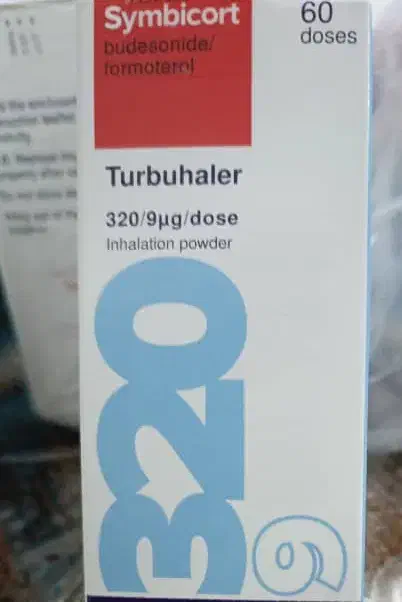 Symbicort
budesonide/
formoterol
60
doses
Turbuhaler
320/9µg/dose
Inhalation powder
320
9